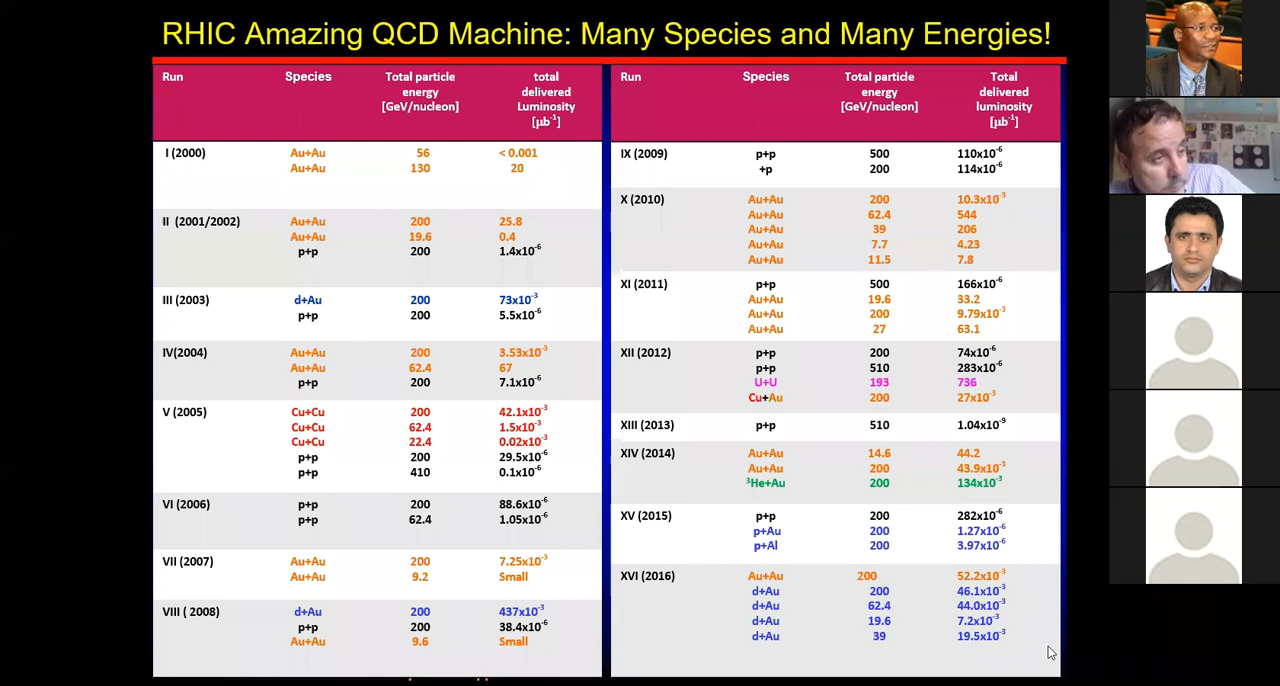 RHIC Amazing QCD Machine: Many Species and Many Energies!
Run Species Total particle energy [GeV/nucleon] total delivered Luminosity [μb-1]
I (2000) Au+Au 56 < 0.001
Au+Au 130 20
II (2001/2002) Au+Au 200 25.8
Au+Au 19.6 0.4
p+p 200 1.4x10-6
III (2003) d+Au 200 73x10-3
p+p 200 5.5x10-6
IV(2004) Au+Au 200 3.53x10-3
Au+Au 62.4 67
p+p 200 7.1x10-6
V (2005) Cu+Cu 200 42.1x10-3
Cu+Cu 62.4 1.5x10-3
Cu+Cu 22.4 0.02x10-3
p+p 200 29.5x10-6
p+p 410 0.1x10-6
VI (2006) p+p 200 88.6x10-6
p+p 62.4 1.05x10-6
VII (2007) Au+Au 200 7.25x10-3
Au+Au 9.2 Small
VIII ( 2008) d+Au 200 437x10-3
p+p 200 38.4x10-6
Au+Au 9.6 Small
Run Species Total particle energy [GeV/nucleon] Total delivered luminosity [μb-1]
IX (2009) p+p 500 110x10-6
+p 200 114x10-6
X (2010) Au+Au 200 10.3x10-3
Au+Au 62.4 544
Au+Au 39 206
Au+Au 7.7 4.23
Au+Au 11.5 7.8
XI (2011) p+p 500 166x10-6
Au+Au 19.6 33.2
Au+Au 200 9.79x10-3
Au+Au 27 63.1
XII (2012) p+p 200 74x10-6
p+p 510 283x10-6
U+U 193 736
Cu+Au 200 27x10-3
XIII (2013) p+p 510 1.04x10-9
XIV (2014) Au+Au 14.6 44.2
Au+Au 200 43.9x10-3
3He+Au 200 134x10-3
XV (2015) p+p 200 282x10-6
p+Au 200 1.27x10-6
p+Al 200 3.97x10-6
XVI (2016) Au+Au 200 52.2x10-3
d+Au 200 46.1x10-3
d+Au 62.4 44.0x10-3
d+Au 19.6 7.2x10-3
d+Au 39 19.5x10-3